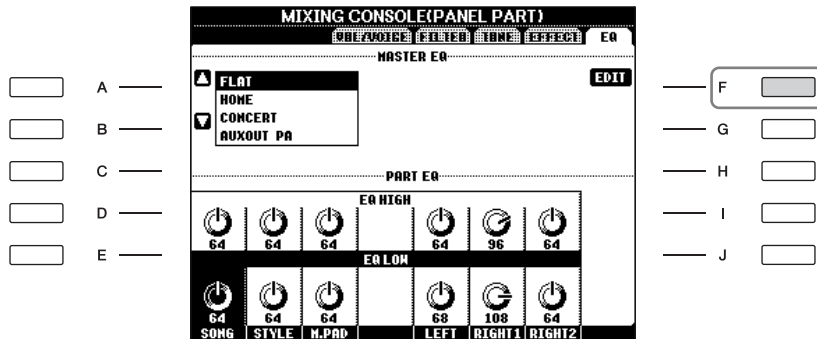 MIXING CONSOLE(PANEL PART)
VOL/VOICE FILTER TUNE EFFECT EQ
MASTER EQ
FLAT
HOME
CONCERT
AUXOUT PA
EDIT
A
B
C
D
E
F
G
H
I
J
PART EQ
EQ HIGH
64 64 64 64 96 64
EQ LOW
64 64 64 68 108 64
SONG STYLE M.PAD LEFT RIGHT1 RIGHT2